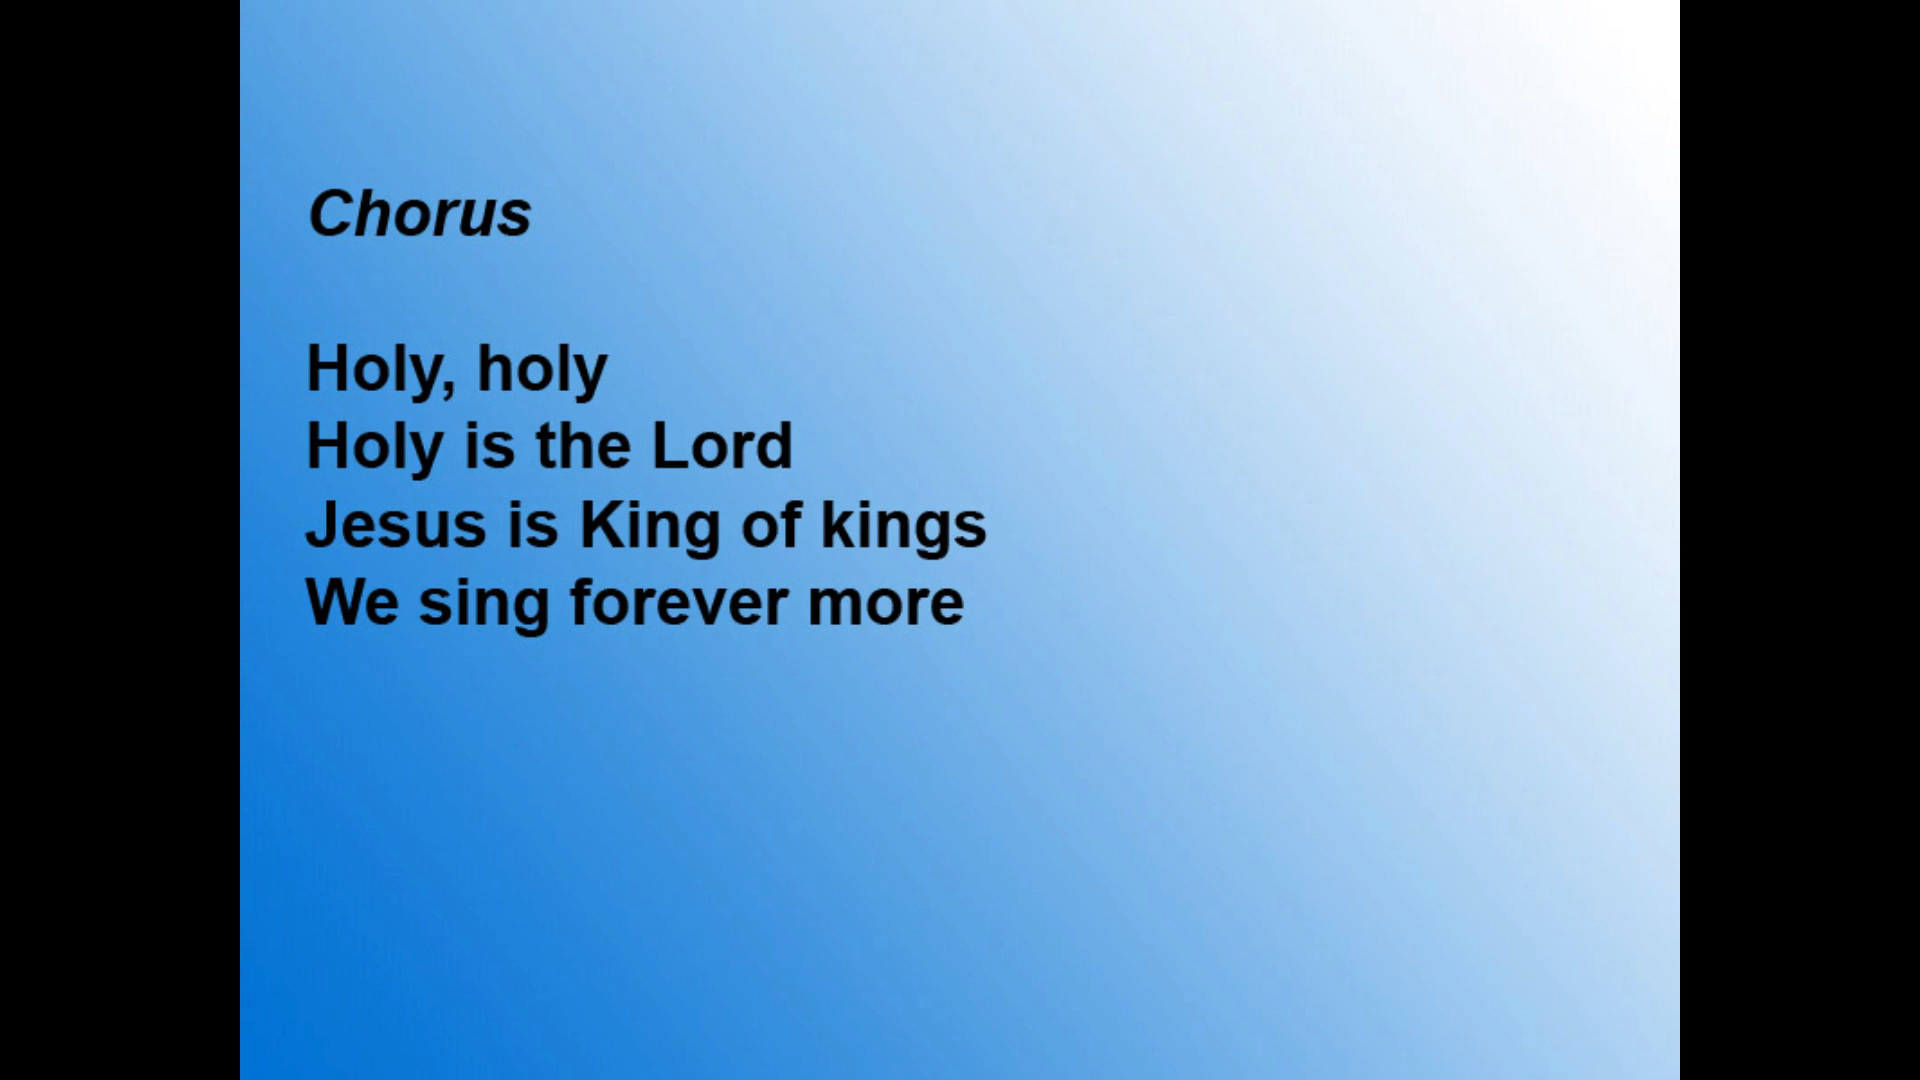 Chorus
Holy, holy
Holy is the Lord
Jesus is King of kings
We sing forever more